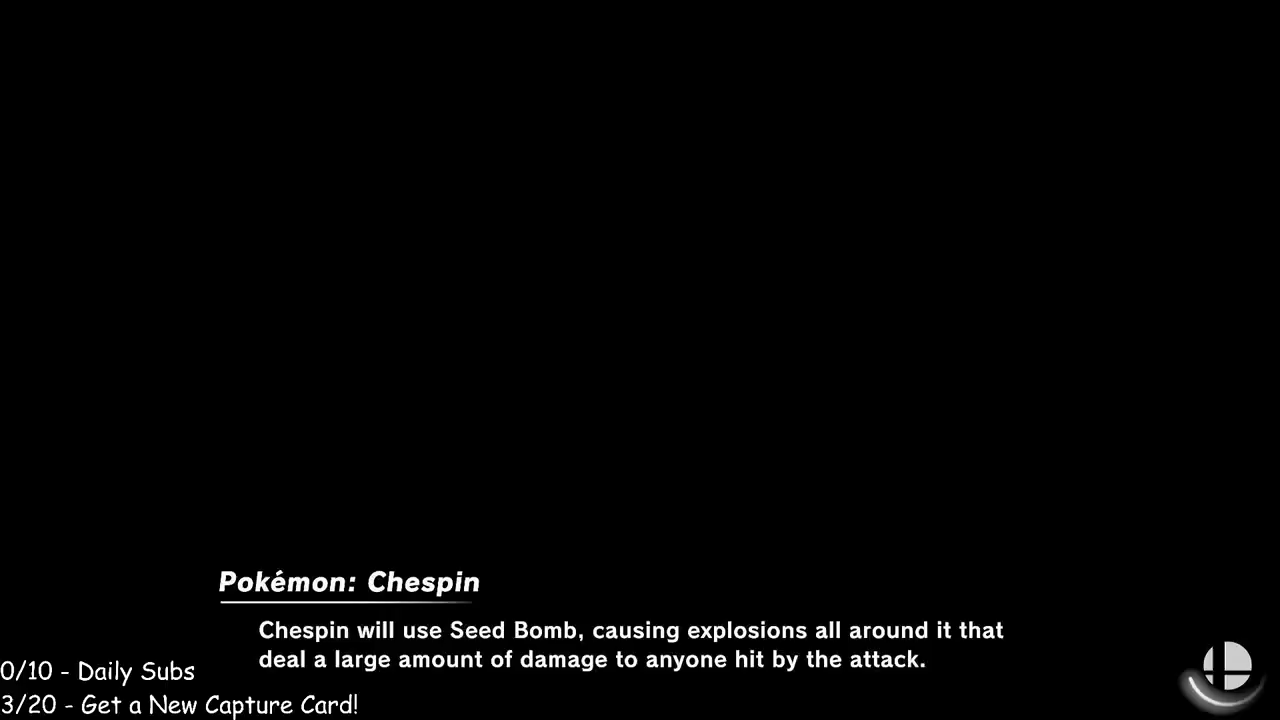 Pokémon: Chespin
Chespin will use Seed Bomb, causing explosions all around it that
deal a large amount of damage to anyone hit by the attack.
0/10 - Daily Subs
3/20 - Get a New Capture Card!